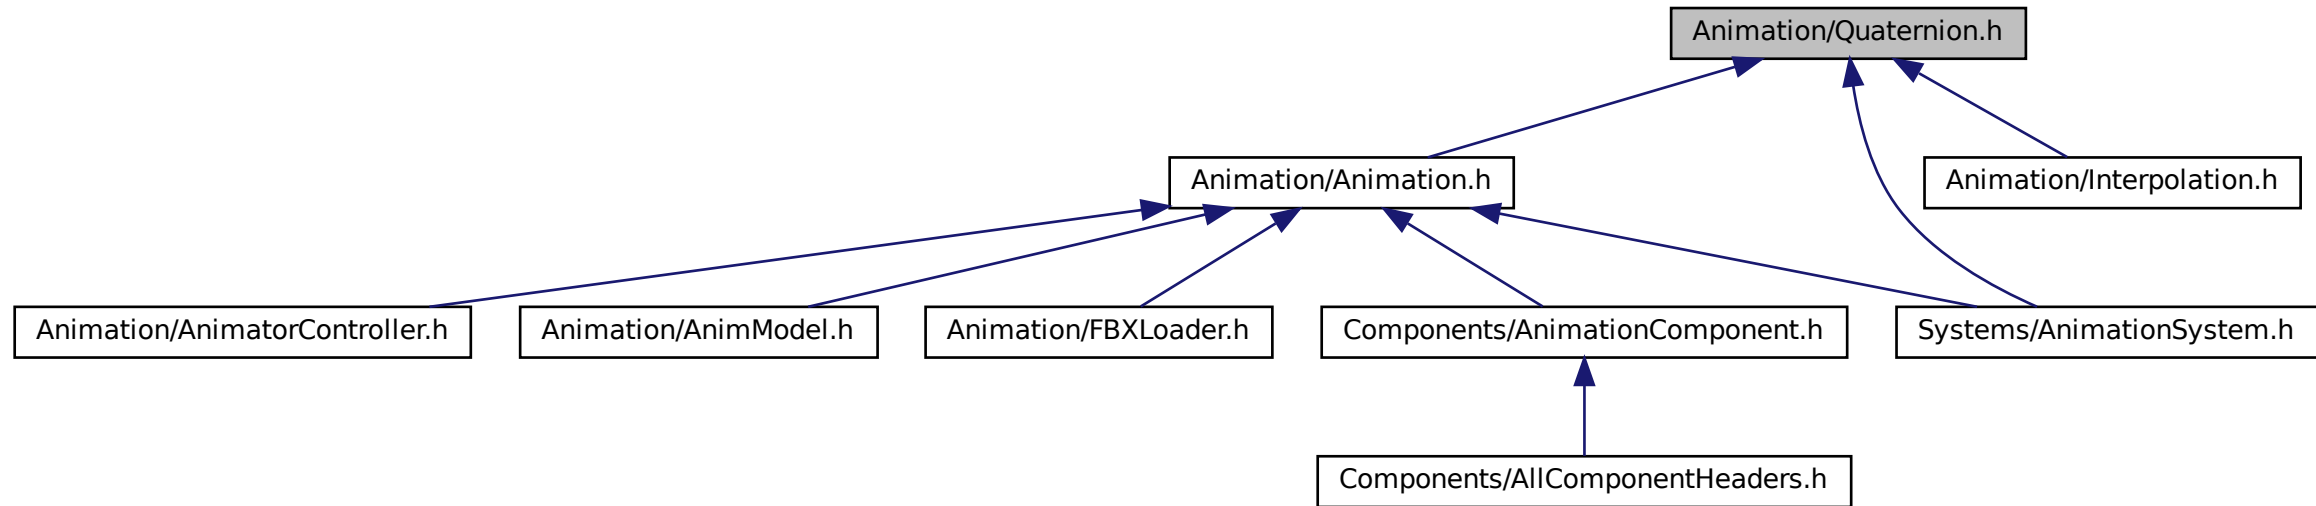 Animation/Quaternion.h
Animation/Animation.h
Animation/Interpolation.h
Animation/AnimatorController.h
Animation/AnimModel.h
Animation/FBXLoader.h
Components/AnimationComponent.h
Systems/AnimationSystem.h
Components/AllComponentHeaders.h